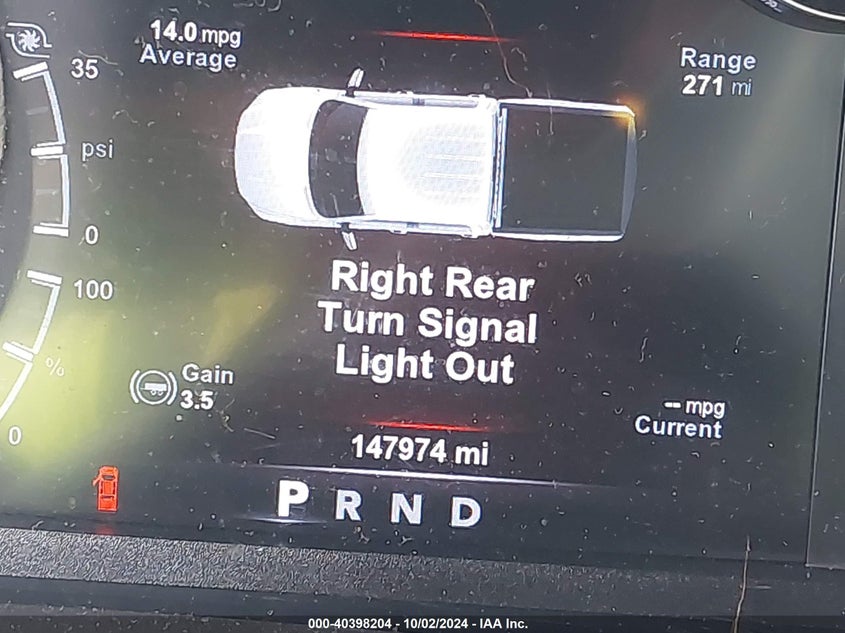 14.0 mpg
Average
Range
271 mi
35
psi
0
100
%
0
Right Rear
Turn Signal
Light Out
Gain
3.5
-- mpg
Current
147974 mi
P R N D
000-40398204 - 10/02/2024 - IAA Inc.